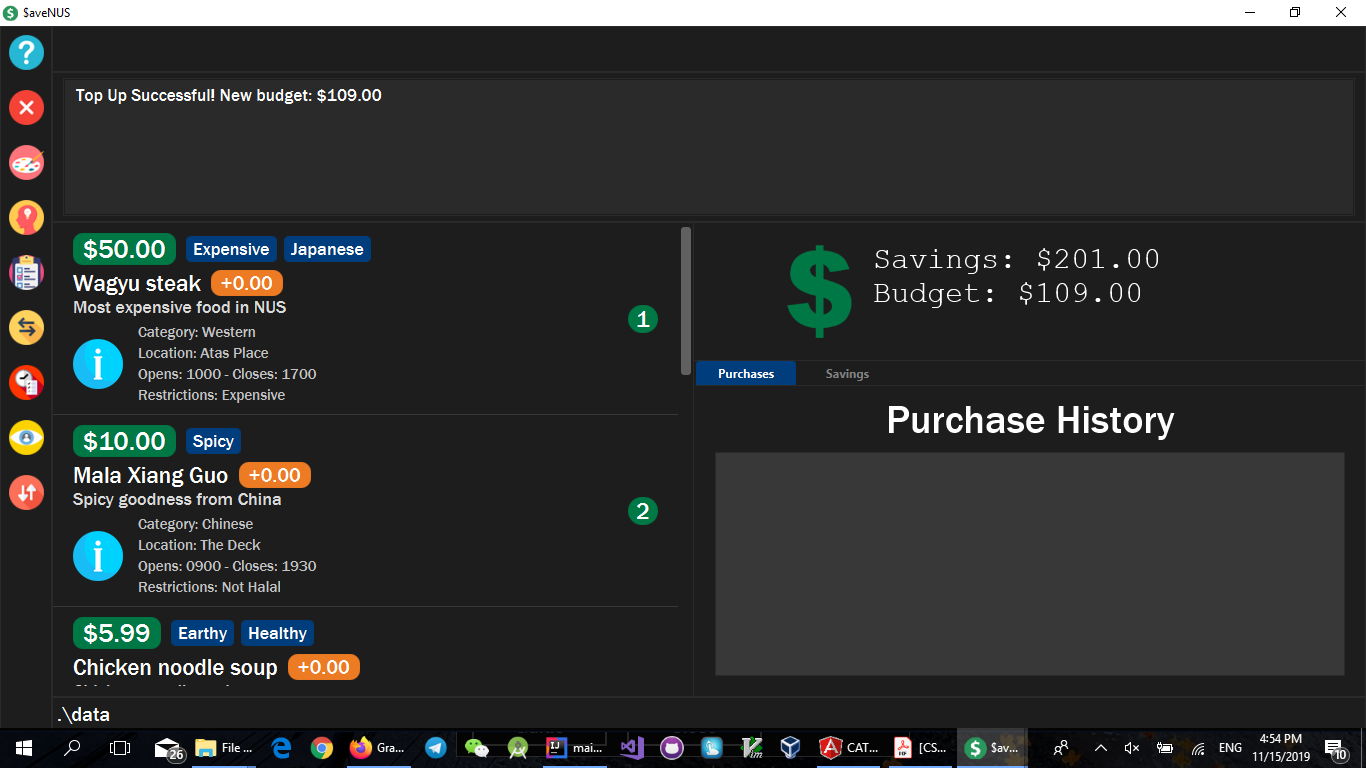 $aveNUS
Top Up Successful! New budget: $109.00
$50.00 Expensive Japanese
Wagyu steak +0.00
Most expensive food in NUS
1
Category: Western
Location: Atas Place
Opens: 1000 - Closes: 1700
Restrictions: Expensive
$10.00 Spicy
Mala Xiang Guo +0.00
Spicy goodness from China
2
Category: Chinese
Location: The Deck
Opens: 0900 - Closes: 1930
Restrictions: Not Halal
$5.99 Earthy Healthy
Chicken noodle soup +0.00
Savings: $201.00
Budget: $109.00
Purchases Savings
Purchase History
.\data
26 File ... Gra... mai... CAT... [CS... $av... ENG
4:54 PM
11/15/2019
10